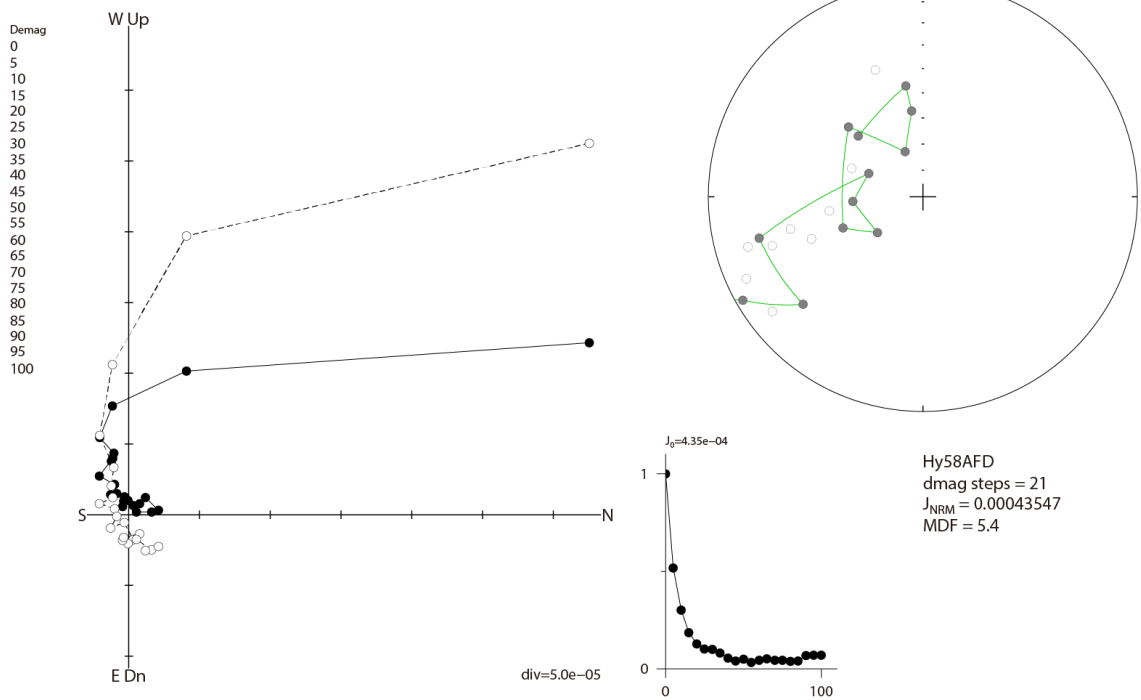 W Up
Demag
0
5
10
15
20
25
30
35
40
45
50
55
60
65
70
75
80
85
90
95
100
S
N
E Dn
div=5.0e−05
J0=4.35e−04
1
0
0
100
Hy58AFD
dmag steps = 21
JNRM = 0.00043547
MDF = 5.4